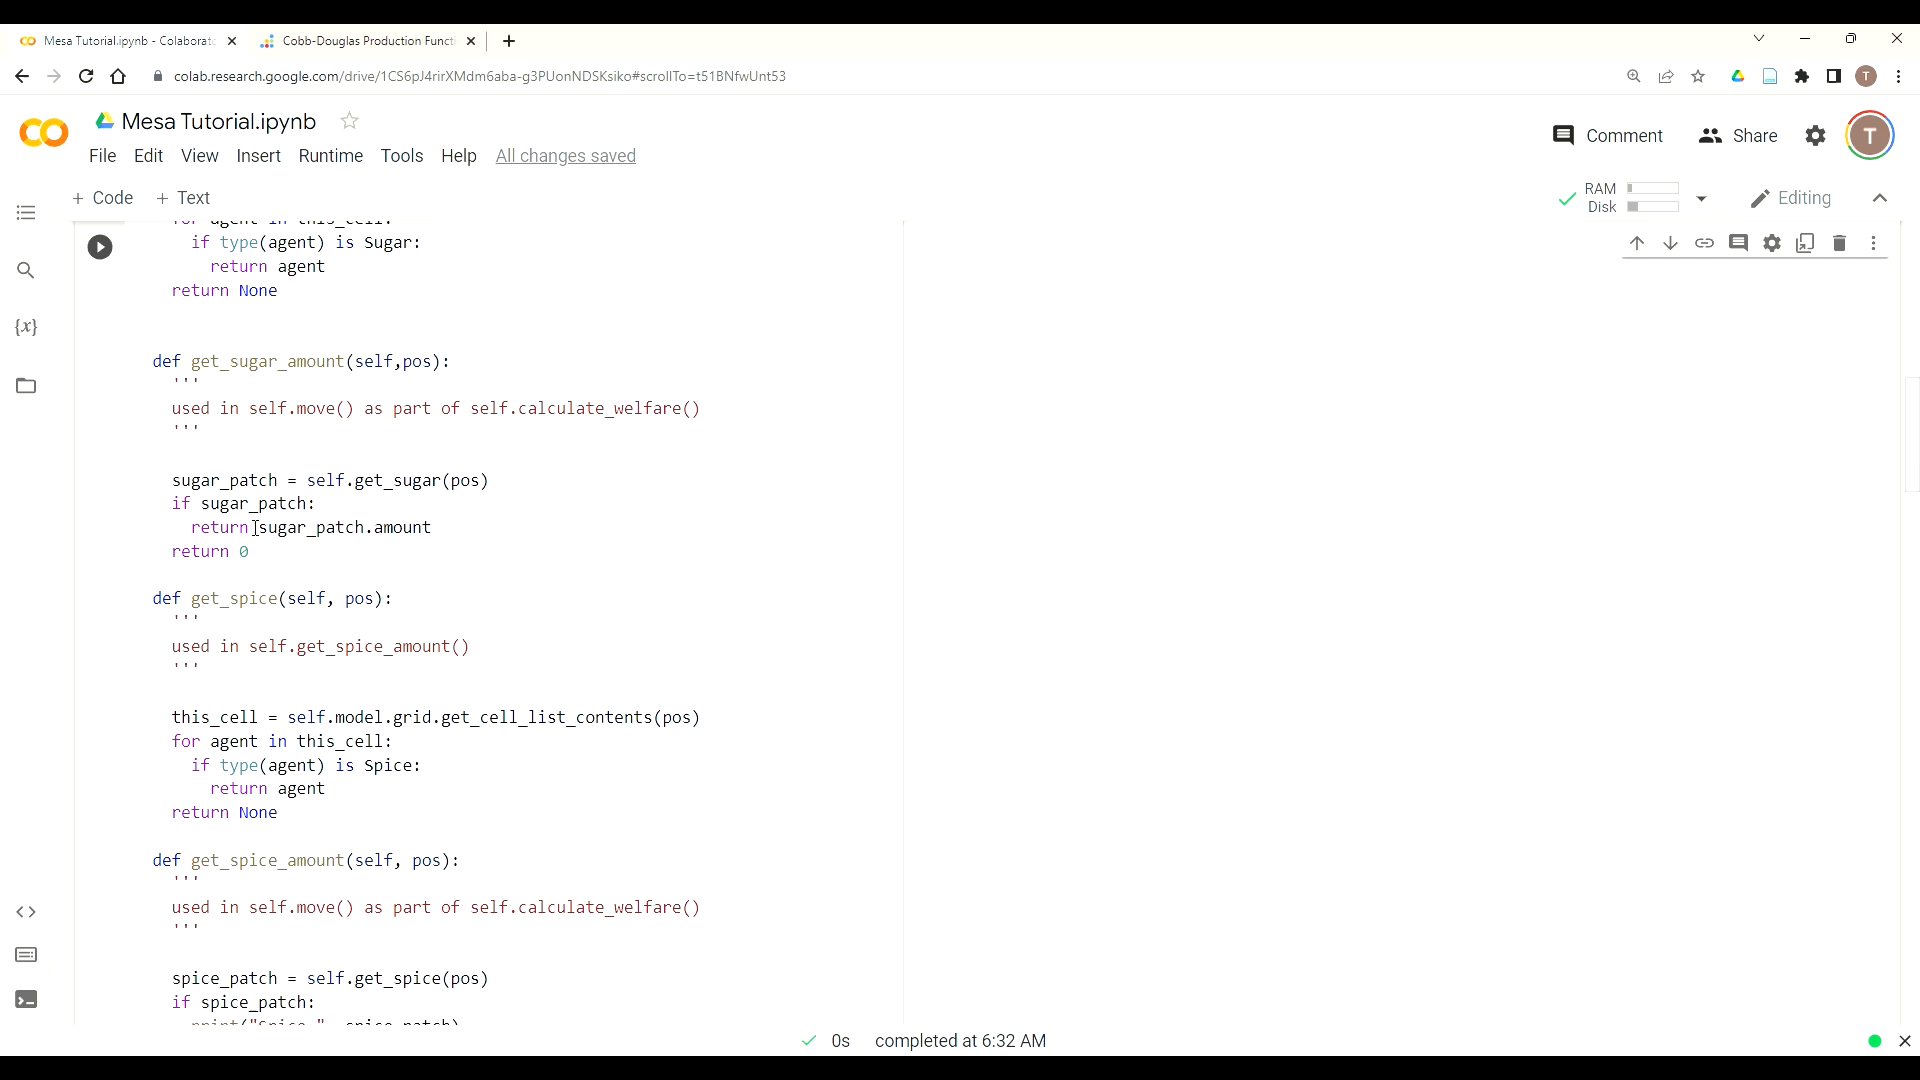 Mesa Tutorial.ipynb - Colaborat
Cobb-Douglas Production Functi
colab.research.google.com/drive/1CS6pJ4rirXMdm6aba-g3PUonNDSKsiko#scrollTo=t51BNfwUnt53
T
Mesa Tutorial.ipynb
Comment
Share
T
File Edit View Insert Runtime Tools Help All changes saved
+ Code + Text
RAM
Disk
Editing
for agent in this_cell:
if type(agent) is Sugar:
return agent
return None
{x}
def get_sugar_amount(self,pos):
'''
used in self.move() as part of self.calculate_welfare()
'''
sugar_patch = self.get_sugar(pos)
if sugar_patch:
return sugar_patch.amount
return 0
def get_spice(self, pos):
'''
used in self.get_spice_amount()
'''
this_cell = self.model.grid.get_cell_list_contents(pos)
for agent in this_cell:
if type(agent) is Spice:
return agent
return None
def get_spice_amount(self, pos):
'''
used in self.move() as part of self.calculate_welfare()
'''
spice_patch = self.get_spice(pos)
if spice_patch:
0s completed at 6:32 AM